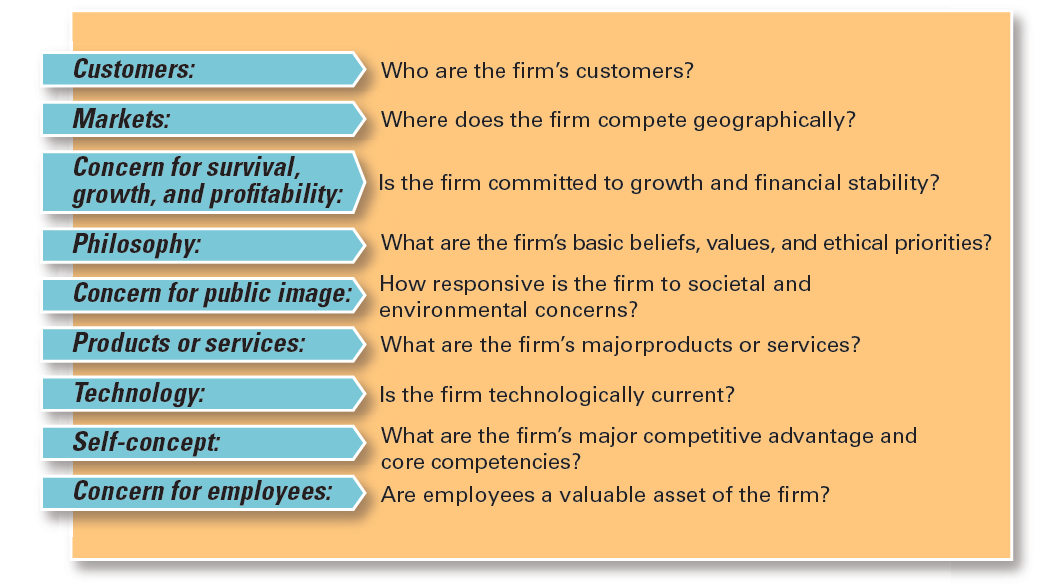 Customers: Who are the firm's customers?
Markets: Where does the firm compete geographically?
Concern for survival,
growth, and profitability: Is the firm committed to growth and financial stability?
Philosophy: What are the firm's basic beliefs, values, and ethical priorities?
Concern for public image: How responsive is the firm to societal and
environmental concerns?
Products or services: What are the firm's majorproducts or services?
Technology: Is the firm technologically current?
Self-concept: What are the firm's major competitive advantage and
core competencies?
Concern for employees: Are employees a valuable asset of the firm?